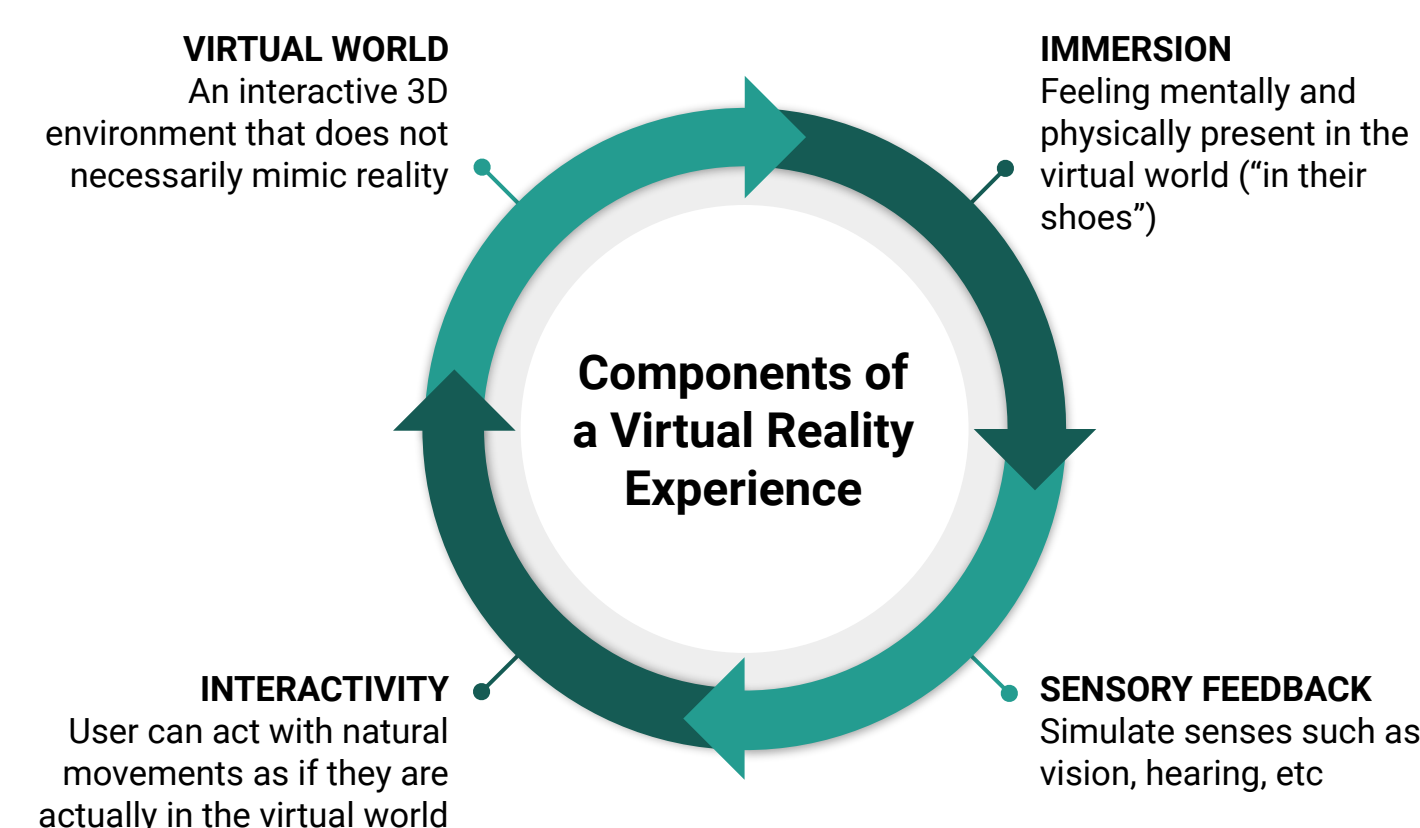 VIRTUAL WORLD
An interactive 3D
environment that does not
necessarily mimic reality
IMMERSION
Feeling mentally and
physically present in the
virtual world (“in their
shoes”)
Components of
a Virtual Reality
Experience
INTERACTIVITY
User can act with natural
movements as if they are
actually in the virtual world
SENSORY FEEDBACK
Simulate senses such as
vision, hearing, etc